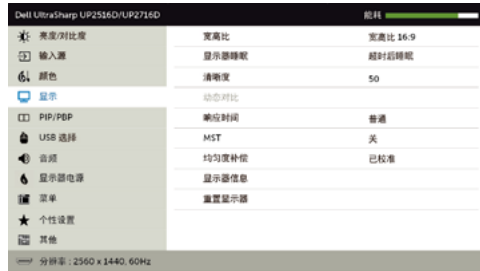 Dell UltraSharp UP2516D/UP2716D
能耗
亮度/对比度
输入源
颜色
显示
PIP/PBP
USB 选择
音频
显示器电源
菜单
个性设置
其他
宽高比
宽高比 16:9
显示器睡眠
超时后睡眠
清晰度
50
动态对比
响应时间
普通
MST
关
均匀度补偿
已校准
显示器信息
重置显示器
分辨率 : 2560 x 1440, 60Hz